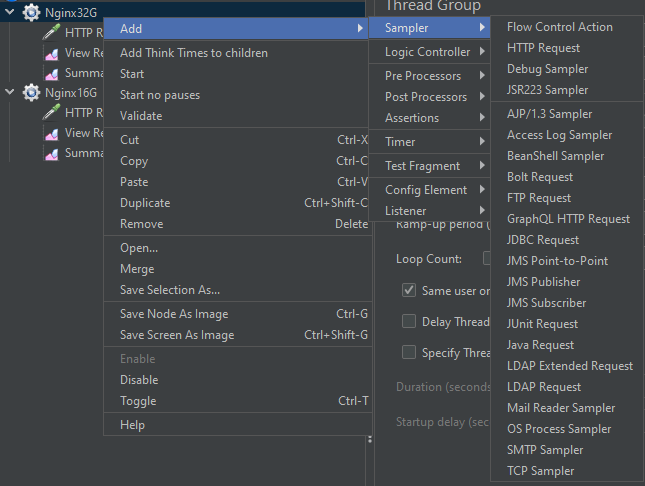 Nginx32G
HTTP R
View Re
Summa
Nginx16G
HTTP R
View Re
Summa
Add
Add Think Times to children
Start
Start no pauses
Validate
Cut Ctrl-X
Copy Ctrl-C
Paste Ctrl-V
Duplicate Ctrl+Shift-C
Remove Delete
Open...
Merge
Save Selection As...
Save Node As Image Ctrl-G
Save Screen As Image Ctrl+Shift-G
Enable
Disable
Toggle Ctrl-T
Help
Thread Group
Sampler
Logic Controller
Pre Processors
Post Processors
Assertions
Timer
Test Fragment
Config Element
Listener
Ramp-up period (
Loop Count:
Same user on
Delay Thread
Specify Threa
Duration (seconds
Startup delay (sec
Flow Control Action
HTTP Request
Debug Sampler
JSR223 Sampler
AJP/1.3 Sampler
Access Log Sampler
BeanShell Sampler
Bolt Request
FTP Request
GraphQL HTTP Request
JDBC Request
JMS Point-to-Point
JMS Publisher
JMS Subscriber
JUnit Request
Java Request
LDAP Extended Request
LDAP Request
Mail Reader Sampler
OS Process Sampler
SMTP Sampler
TCP Sampler